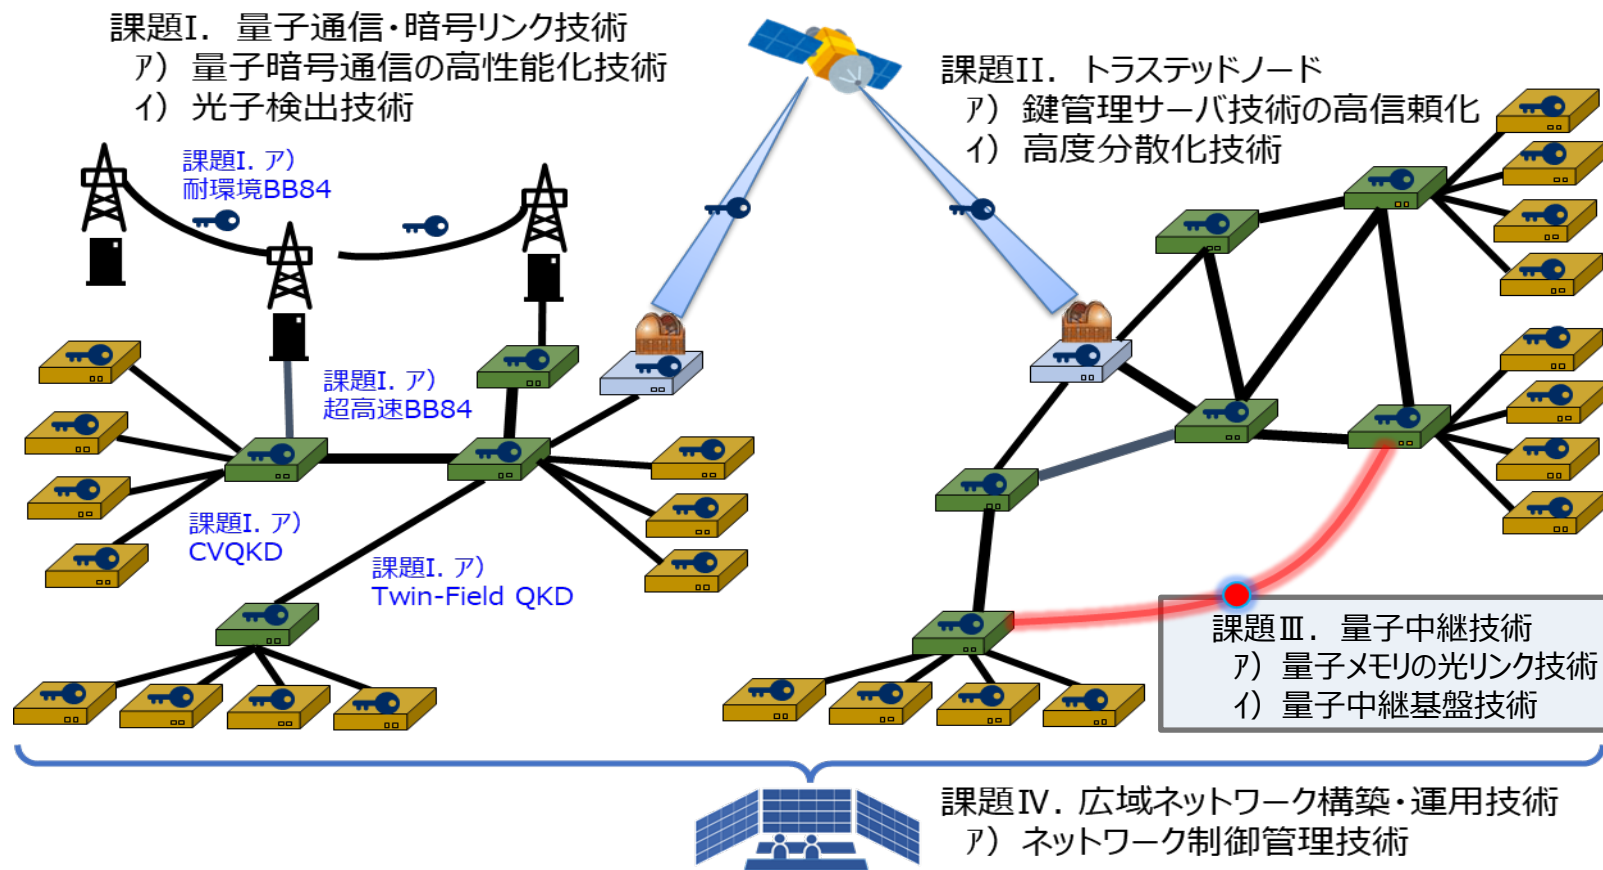 課題I. 量子通信・暗号リンク技術
ｱ) 量子暗号通信の高性能化技術
ｲ) 光子検出技術
課題II. トラステッドノード
ｱ) 鍵管理サーバ技術の高信頼化
ｲ) 高度分散化技術
課題I. ア)
耐環境BB84
課題I. ア)
超高速BB84
課題I. ア)
CVQKD
課題I. ア)
Twin-Field QKD
課題Ⅲ. 量子中継技術
ｱ) 量子メモリの光リンク技術
ｲ) 量子中継基盤技術
課題Ⅳ. 広域ネットワーク構築・運用技術
ｱ) ネットワーク制御管理技術